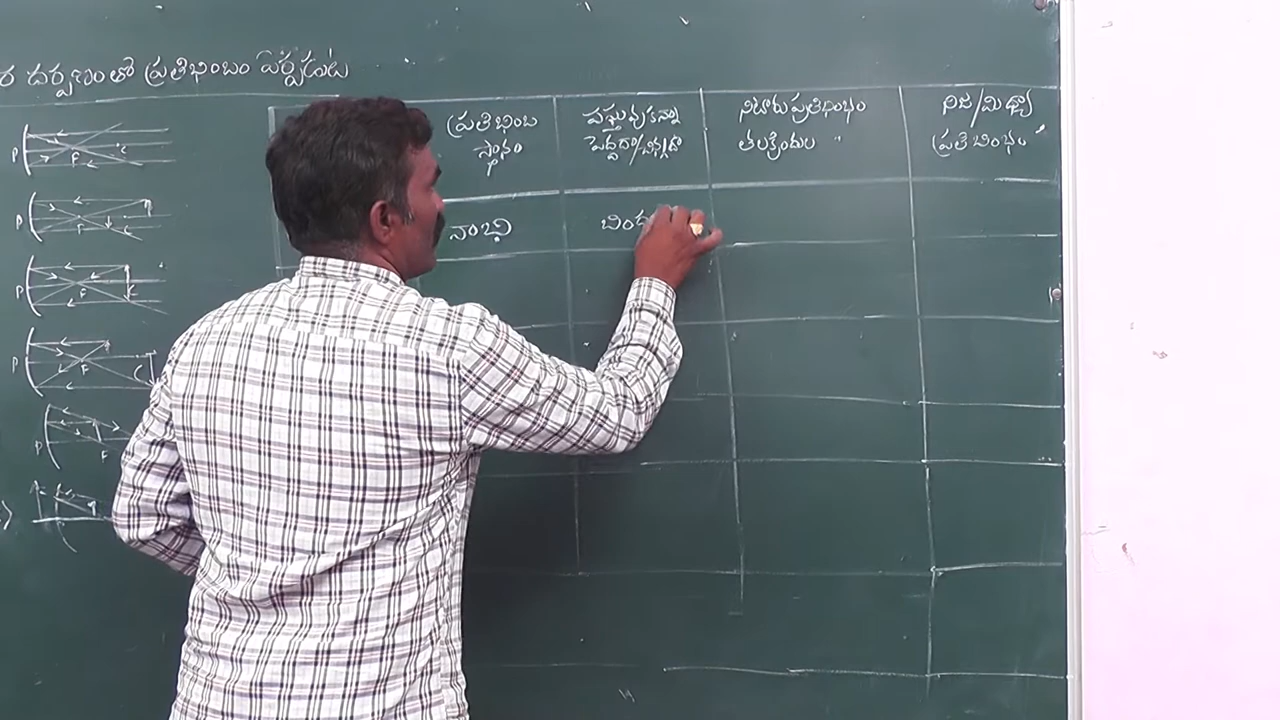 ర దర్పణంతో ప్రతిభింబం ఏర్పడుట
ప్రతిభింబ
స్థానం
వస్తువుకన్నా
పెద్దదా/చిన్నదా
నిటారు ప్రతిభింభం
తలక్రిందుల "
నిజ/మిథ్యా
ప్రతిబింభం
నాభి
బింద
P F C
P F
P F C
P F C
P F